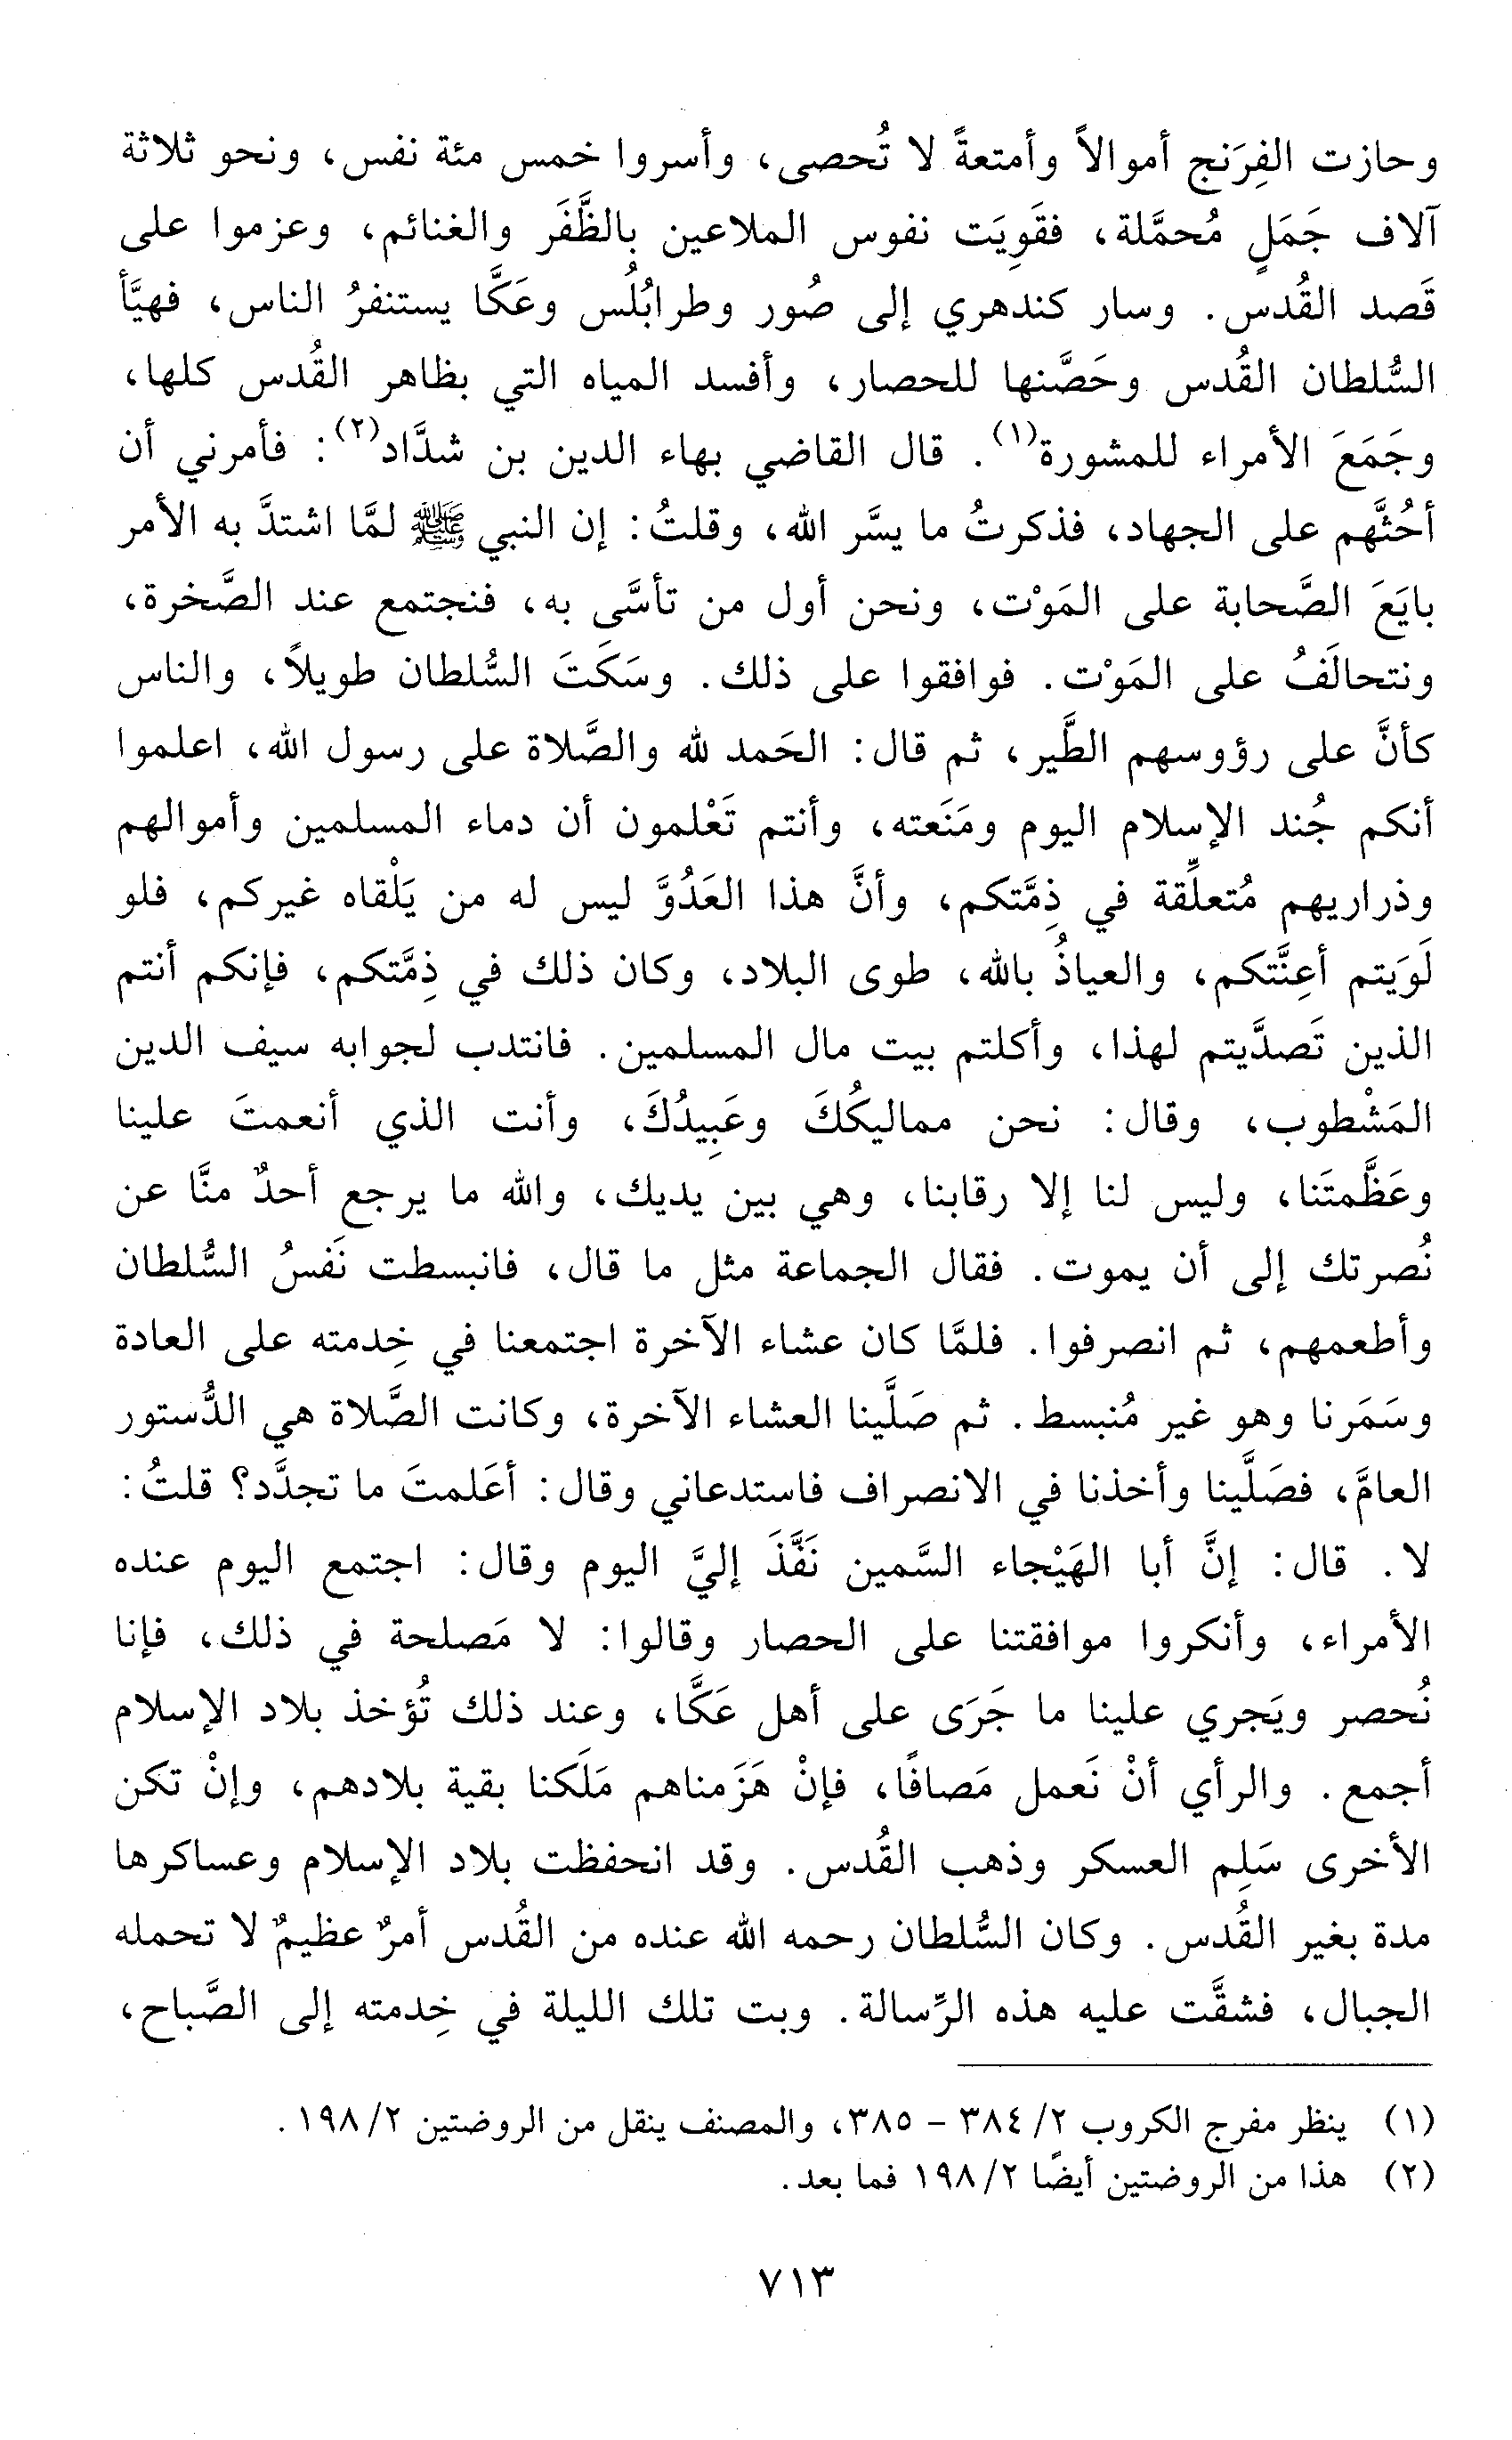 وحازت الفِرَنج أموالاً وأمتعةً لا تُحصى، وأسروا خمس مئة نفس، ونحو ثلاثة
آلاف جَمَلٍ مُحمَّلة، فقَوِيَت نفوس الملاعين بالظَّفَر والغنائم، وعزموا على
قَصد القُدس. وسار كندهري إلى صُور وطرابُلُس وعَكَّا يستنفرُ الناس، فهيَّأ
السُّلطان القُدس وحَصَّنها للحصار، وأفسد المياه التي بظاهر القُدس كلها،
وجَمَعَ الأمراء للمشورة(١). قال القاضي بهاء الدين بن شدَّاد(٢): فأمرني أن
أحُثَّهم على الجهاد، فذكرتُ ما يسَّر الله، وقلتُ: إن النبي ﷺ لمَّا اشتدَّ به الأمر
بايَعَ الصَّحابة على المَوْت، ونحن أول من تأسَّى به، فنجتمع عند الصَّخرة،
ونتحالَفُ على المَوْت. فوافقوا على ذلك. وسَكَتَ السُّلطان طويلاً، والناس
كأنَّ على رؤوسهم الطَّير، ثم قال: الحَمد لله والصَّلاة على رسول الله، اعلموا
أنكم جُند الإسلام اليوم ومَنَعته، وأنتم تَعْلمون أن دماء المسلمين وأموالهم
وذراريهم مُتعلِّقة في ذِمَّتكم، وأنَّ هذا العَدُوَّ ليس له من يَلْقاه غيركم، فلو
لَوَيتم أعِنَّتكم، والعياذُ بالله، طوى البلاد، وكان ذلك في ذِمَّتكم، فإنكم أنتم
الذين تَصدَّيتم لهذا، وأكلتم بيت مال المسلمين. فانتدب لجوابه سيف الدين
المَشْطوب، وقال: نحن مماليكُكَ وعَبِيدُكَ، وأنت الذي أنعمتَ علينا
وعَظَّمتَنا، وليس لنا إلا رقابنا، وهي بين يديك، والله ما يرجع أحدٌ منَّا عن
نُصرتك إلى أن يموت. فقال الجماعة مثل ما قال، فانبسطت نَفسُ السُّلطان
وأطعمهم، ثم انصرفوا. فلمَّا كان عشاء الآخرة اجتمعنا في خِدمته على العادة
وسَمَرنا وهو غير مُنبسط. ثم صَلَّينا العشاء الآخرة، وكانت الصَّلاة هي الدُّستور
العامَّ، فصَلَّينا وأخذنا في الانصراف فاستدعاني وقال: أعَلمتَ ما تجدَّد؟ قلتُ:
لا. قال: إنَّ أبا الهَيْجاء السَّمين نَفَّذَ إليَّ اليوم وقال: اجتمع اليوم عنده
الأمراء، وأنكروا موافقتنا على الحصار وقالوا: لا مَصلحة في ذلك، فإنا
نُحصر ويَجري علينا ما جَرَى على أهل عَكَّا، وعند ذلك تُؤخذ بلاد الإسلام
أجمع. والرأي أنْ نَعمل مَصافًا، فإنْ هَزَمناهم مَلَكنا بقية بلادهم، وإنْ تكن
الأخرى سَلِم العسكر وذهب القُدس. وقد انحفظت بلاد الإسلام وعساكرها
مدة بغير القُدس. وكان السُّلطان رحمه الله عنده من القُدس أمرٌ عظيمٌ لا تحمله
الجبال، فشقَّت عليه هذه الرِّسالة. وبت تلك الليلة في خِدمته إلى الصَّباح،
(١) ينظر مفرج الكروب ٢/ ٣٨٤ - ٣٨٥، والمصنف ينقل من الروضتين ٢/ ١٩٨.
(٢) هذا من الروضتين أيضًا ٢/ ١٩٨ فما بعد.
٧١٣